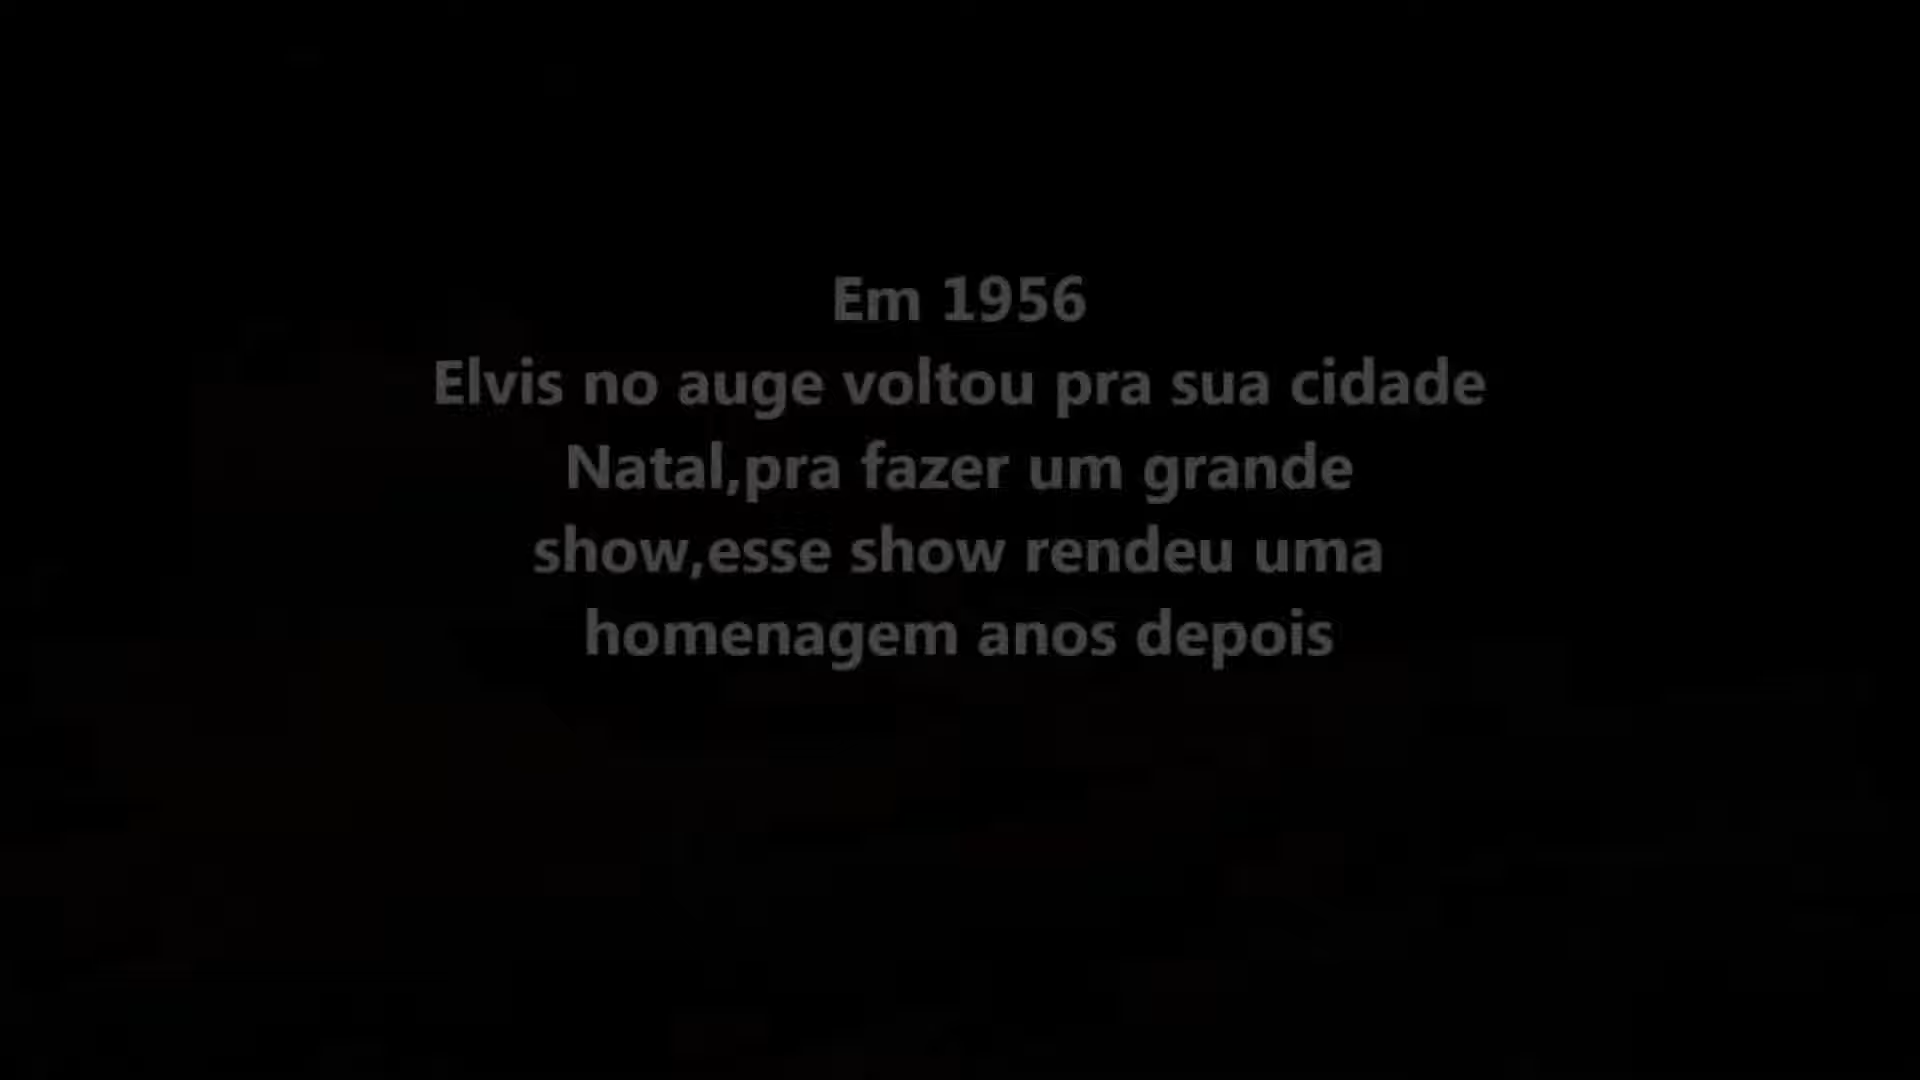 Em 1956
Elvis no auge voltou pra sua cidade
Natal,pra fazer um grande
show,esse show rendeu uma
homenagem anos depois